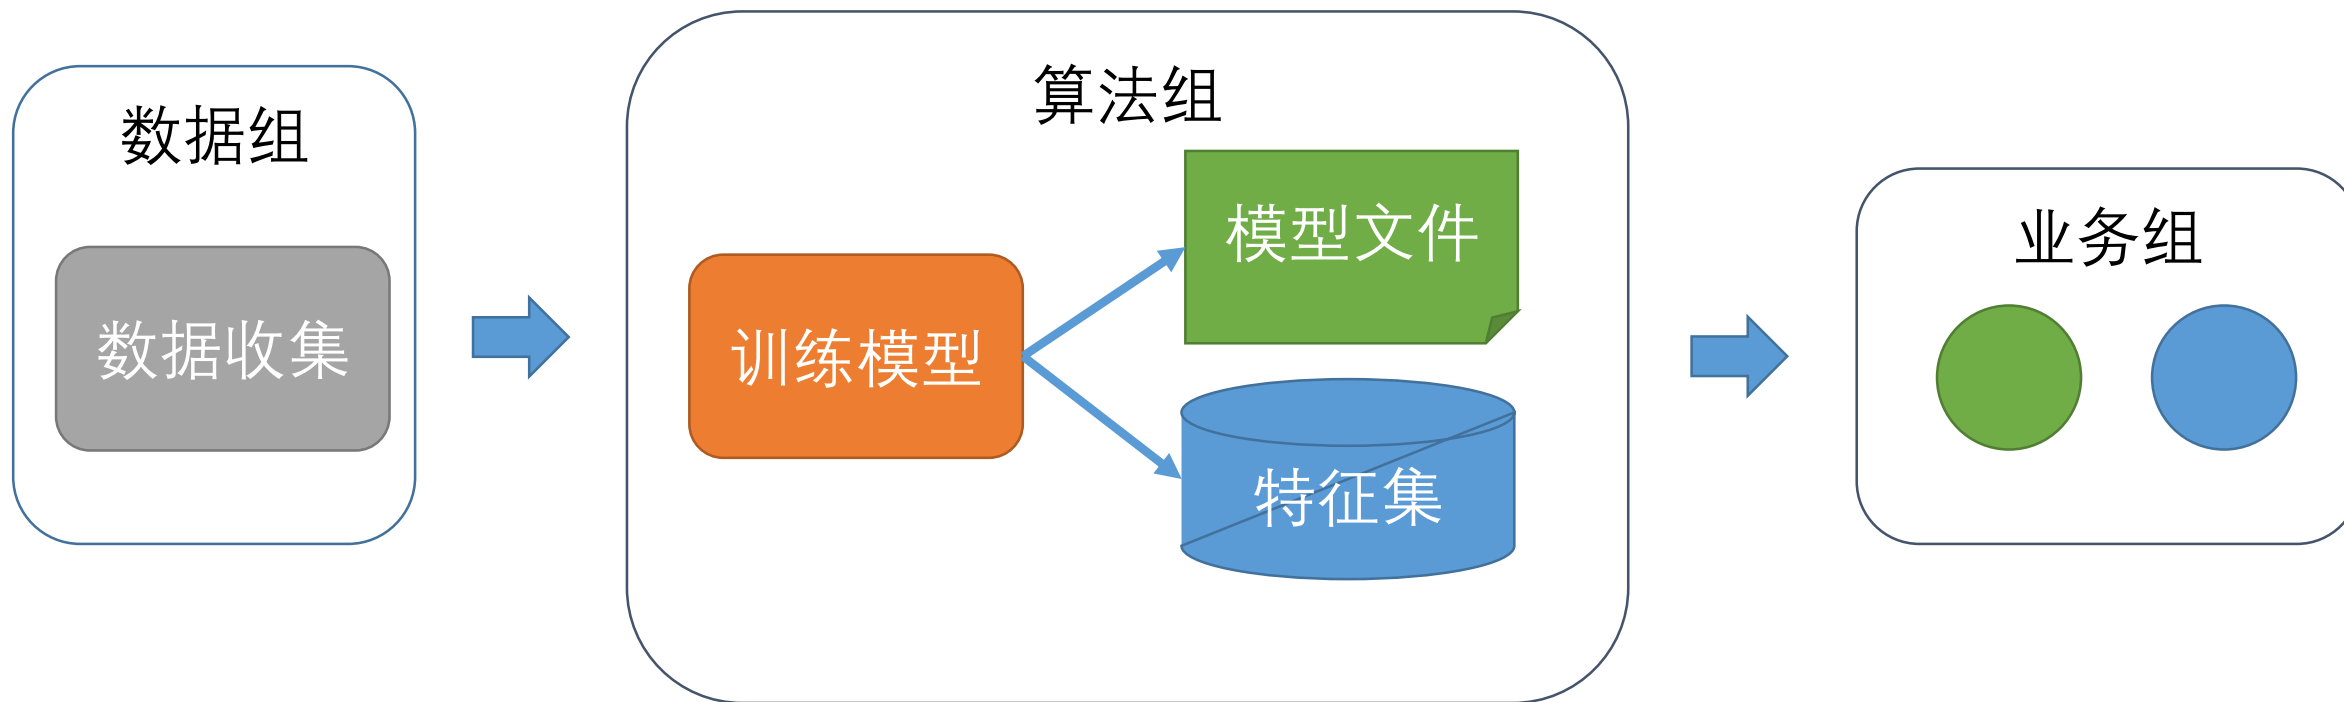 数据组
数据收集
算法组
训练模型
模型文件
特征集
业务组